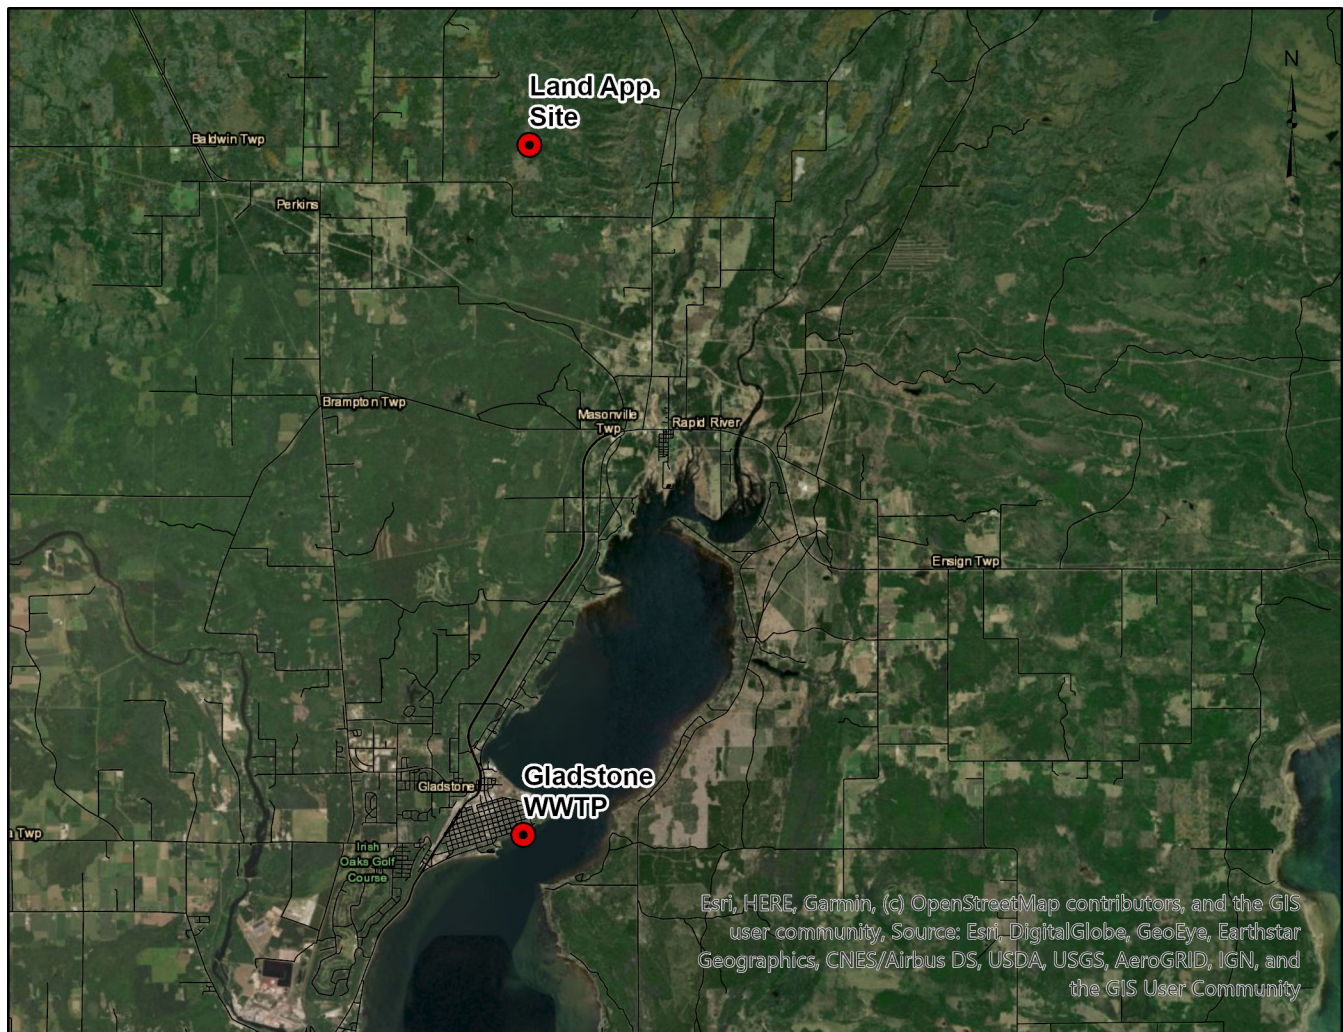 N
Land App.
Site
Baldwin Twp
Perkins
Brampton Twp
Masonville
Twp
Rapid River
Ensign Twp
Gladstone
WWTP
Gladstone
a Twp
Irish
Oaks Golf
Course
Esri, HERE, Garmin, (c) OpenStreetMap contributors, and the GIS
user community, Source: Esri, DigitalGlobe, GeoEye, Earthstar
Geographics, CNES/Airbus DS, USDA, USGS, AeroGRID, IGN, and
the GIS User Community